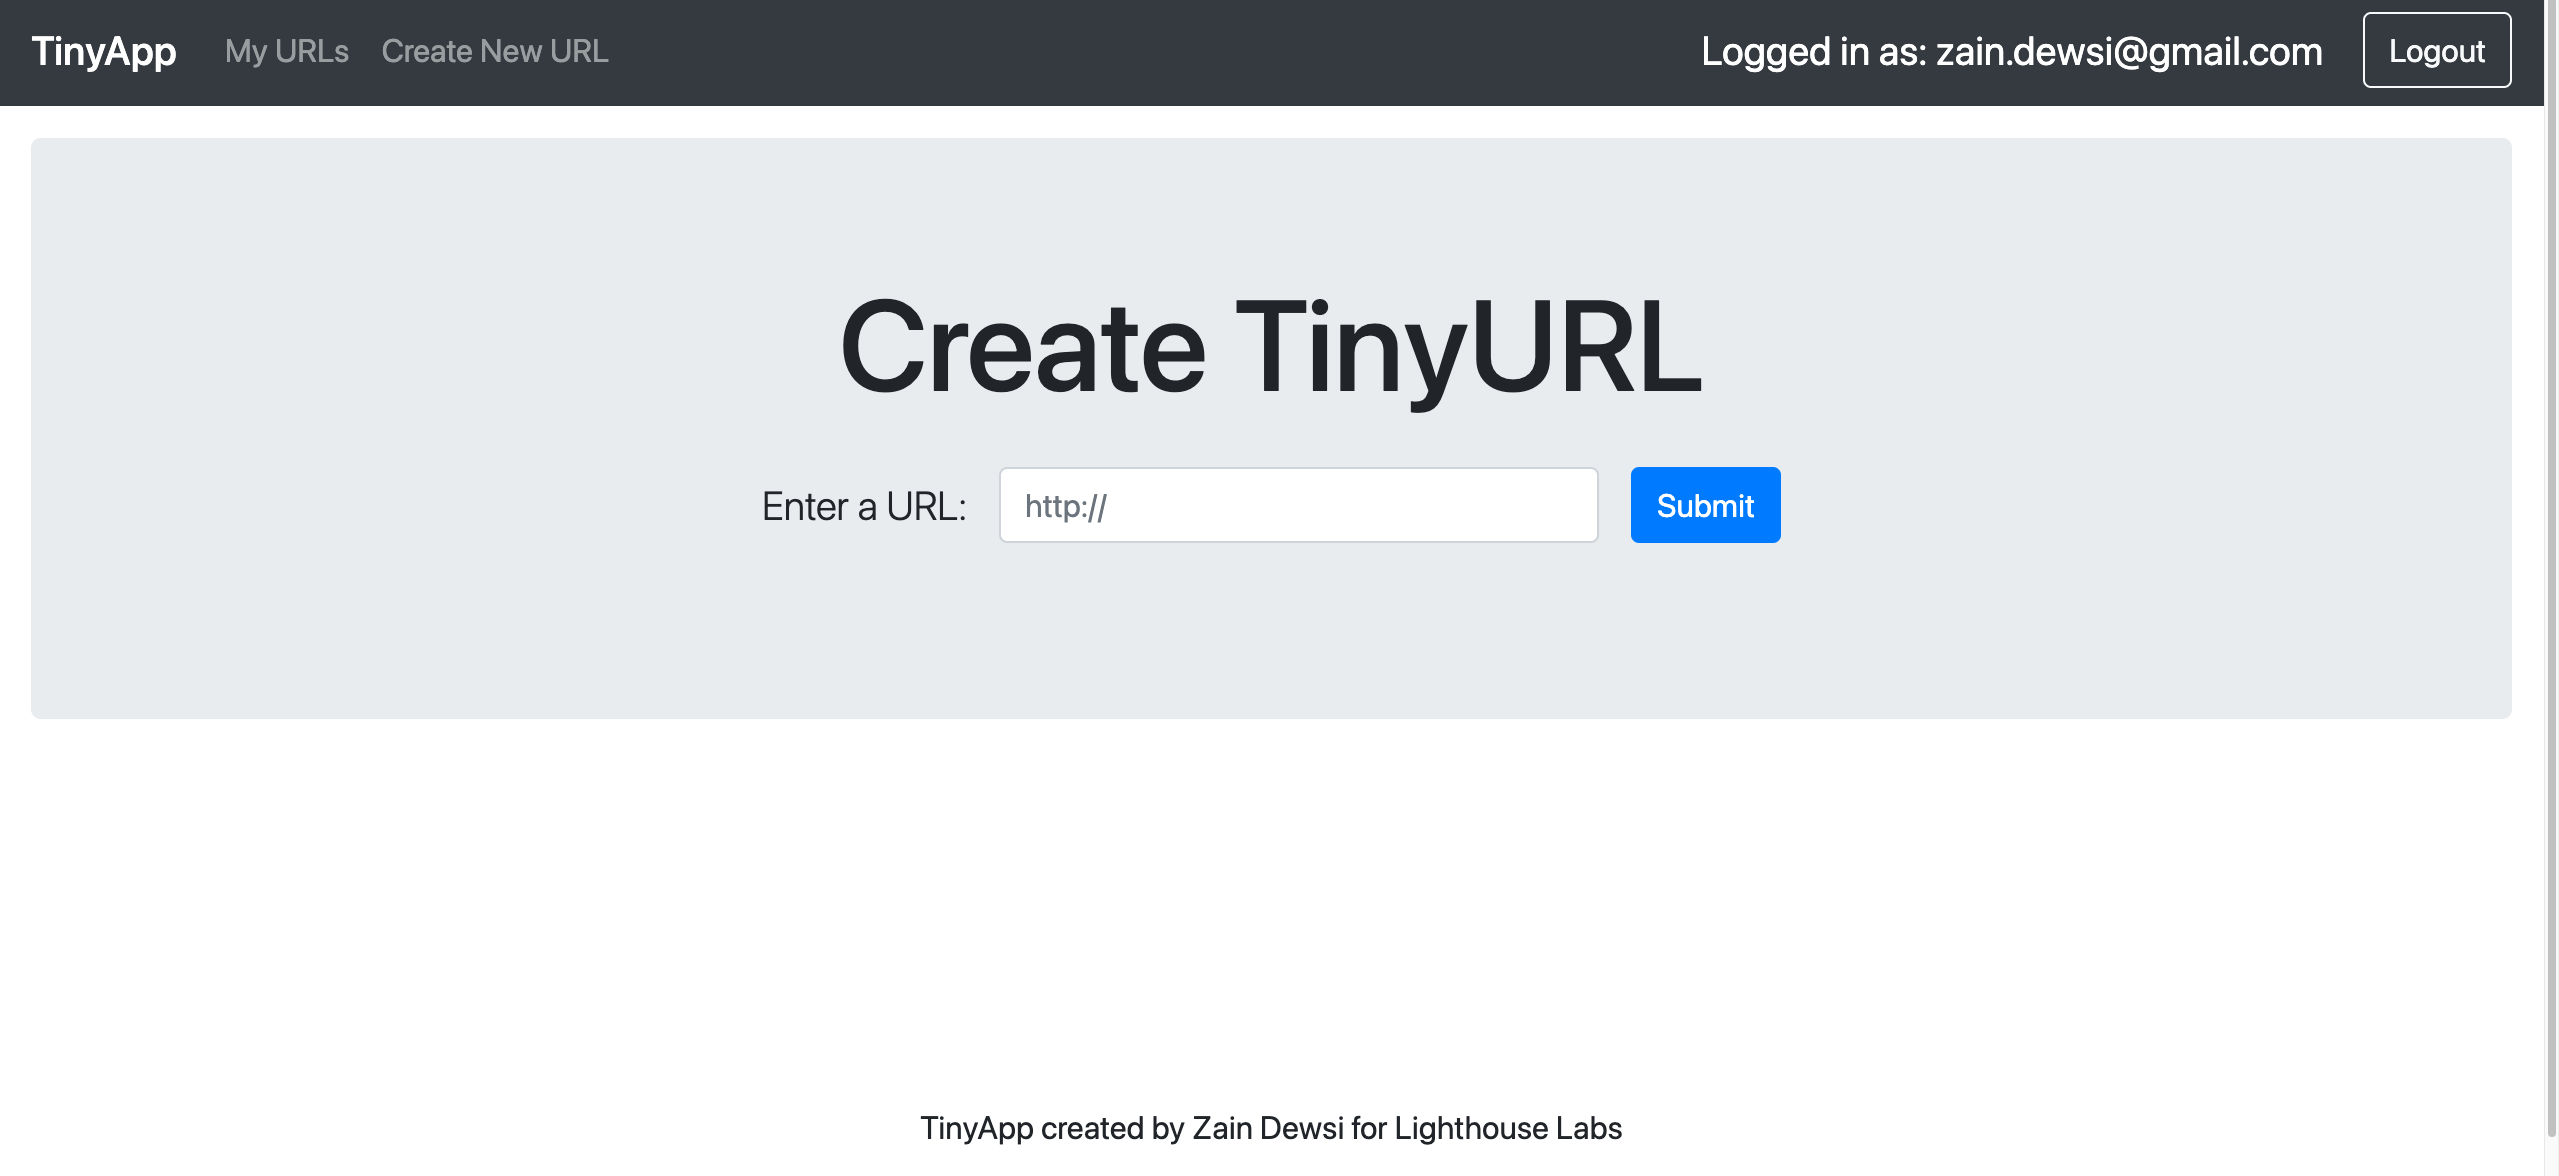 TinyApp My URLs Create New URL Logged in as: zain.dewsi@gmail.com Logout
Create TinyURL
Enter a URL: http:// Submit
TinyApp created by Zain Dewsi for Lighthouse Labs